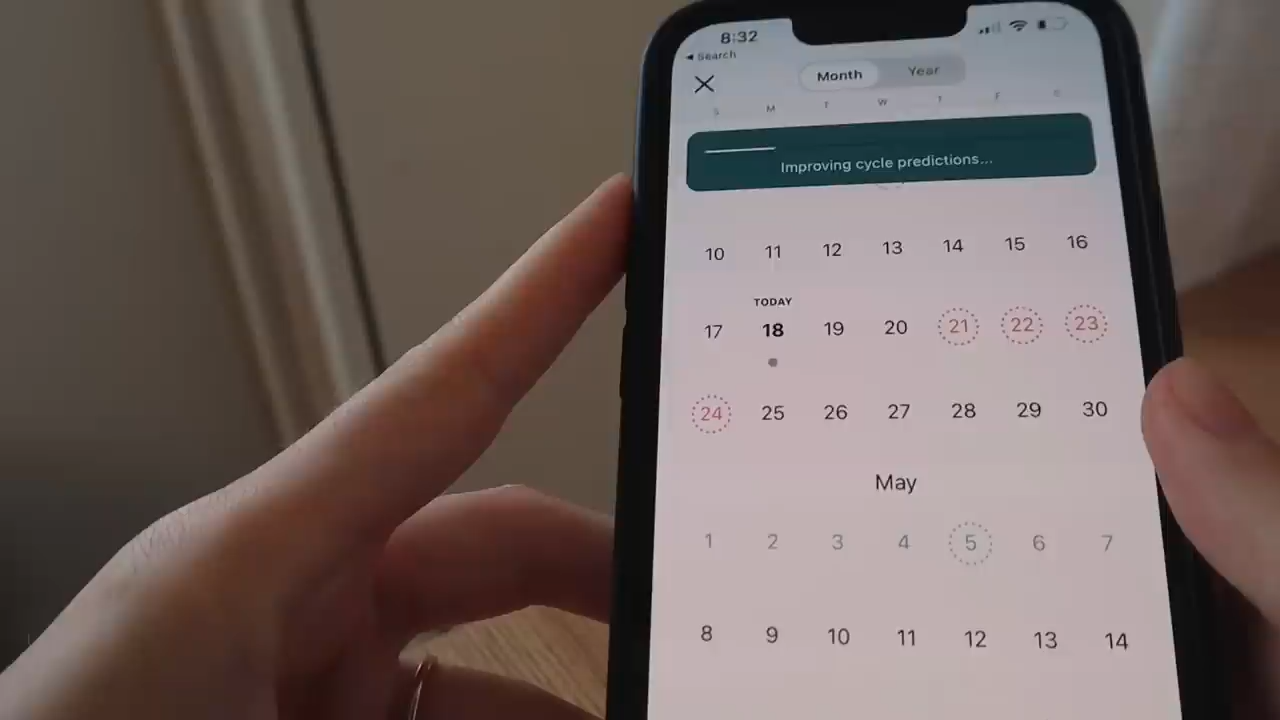 8:32
◀ Search
Month Year
S M T W T F S
Improving cycle predictions...
10 11 12 13 14 15 16
TODAY
17 18 19 20 21 22 23
24 25 26 27 28 29 30
May
1 2 3 4 5 6 7
8 9 10 11 12 13 14